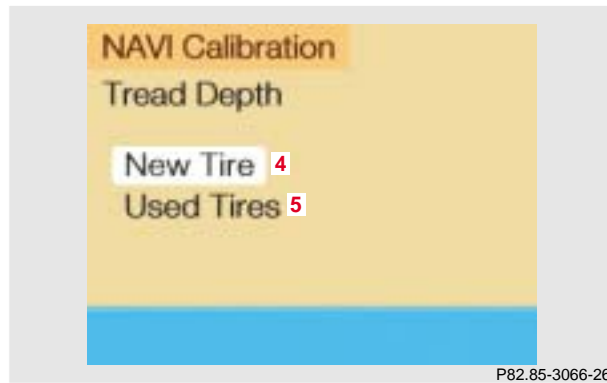 NAVI Calibration
Tread Depth
New Tire 4
Used Tires 5
P82.85-3066-26